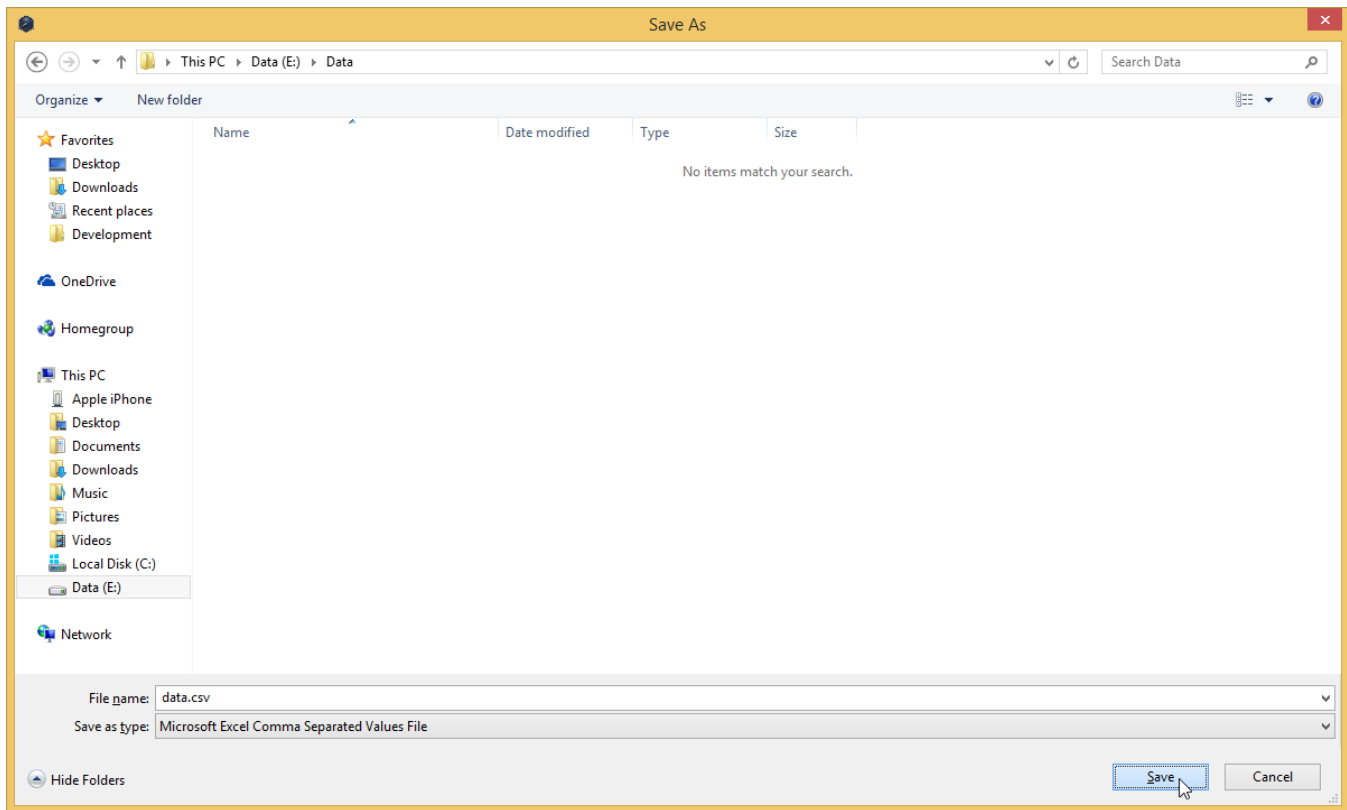 Save As
This PC Data (E:) Data
Search Data
Organize New folder
Name Date modified Type Size
No items match your search.
Favorites
Desktop
Downloads
Recent places
Development
OneDrive
Homegroup
This PC
Apple iPhone
Desktop
Documents
Downloads
Music
Pictures
Videos
Local Disk (C:)
Data (E:)
Network
File name: data.csv
Save as type: Microsoft Excel Comma Separated Values File
Hide Folders
Save Cancel